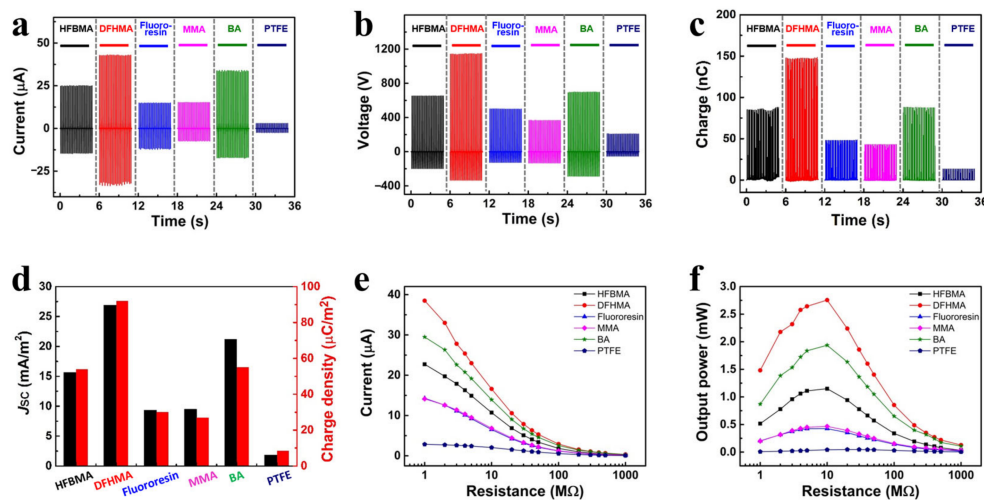 a
HFBMA DFHMA Fluoro-resin MMA BA PTFE
Current (μA)
50
25
0
−25
0 6 12 18 24 30 36
Time (s)
b
HFBMA DFHMA Fluoro-resin MMA BA PTFE
Voltage (V)
1200
800
400
0
−400
0 6 12 18 24 30 36
Time (s)
c
HFBMA DFHMA Fluoro-resin MMA BA PTFE
Charge (nC)
150
100
50
0
0 6 12 18 24 30 36
Time (s)
d
JSC (mA/m²)
30
25
20
15
10
5
0
HFBMA DFHMA Fluororesin MMA BA PTFE
100
80
60
40
20
0
Charge density (μC/m²)
e
Current (μA)
40
30
20
10
0
HFBMA
DFHMA
Fluororesin
MMA
BA
PTFE
1 10 100 1000
Resistance (MΩ)
f
Output power (mW)
3.0
2.5
2.0
1.5
1.0
0.5
0.0
HFBMA
DFHMA
Fluororesin
MMA
BA
PTFE
1 10 100 1000
Resistance (MΩ)